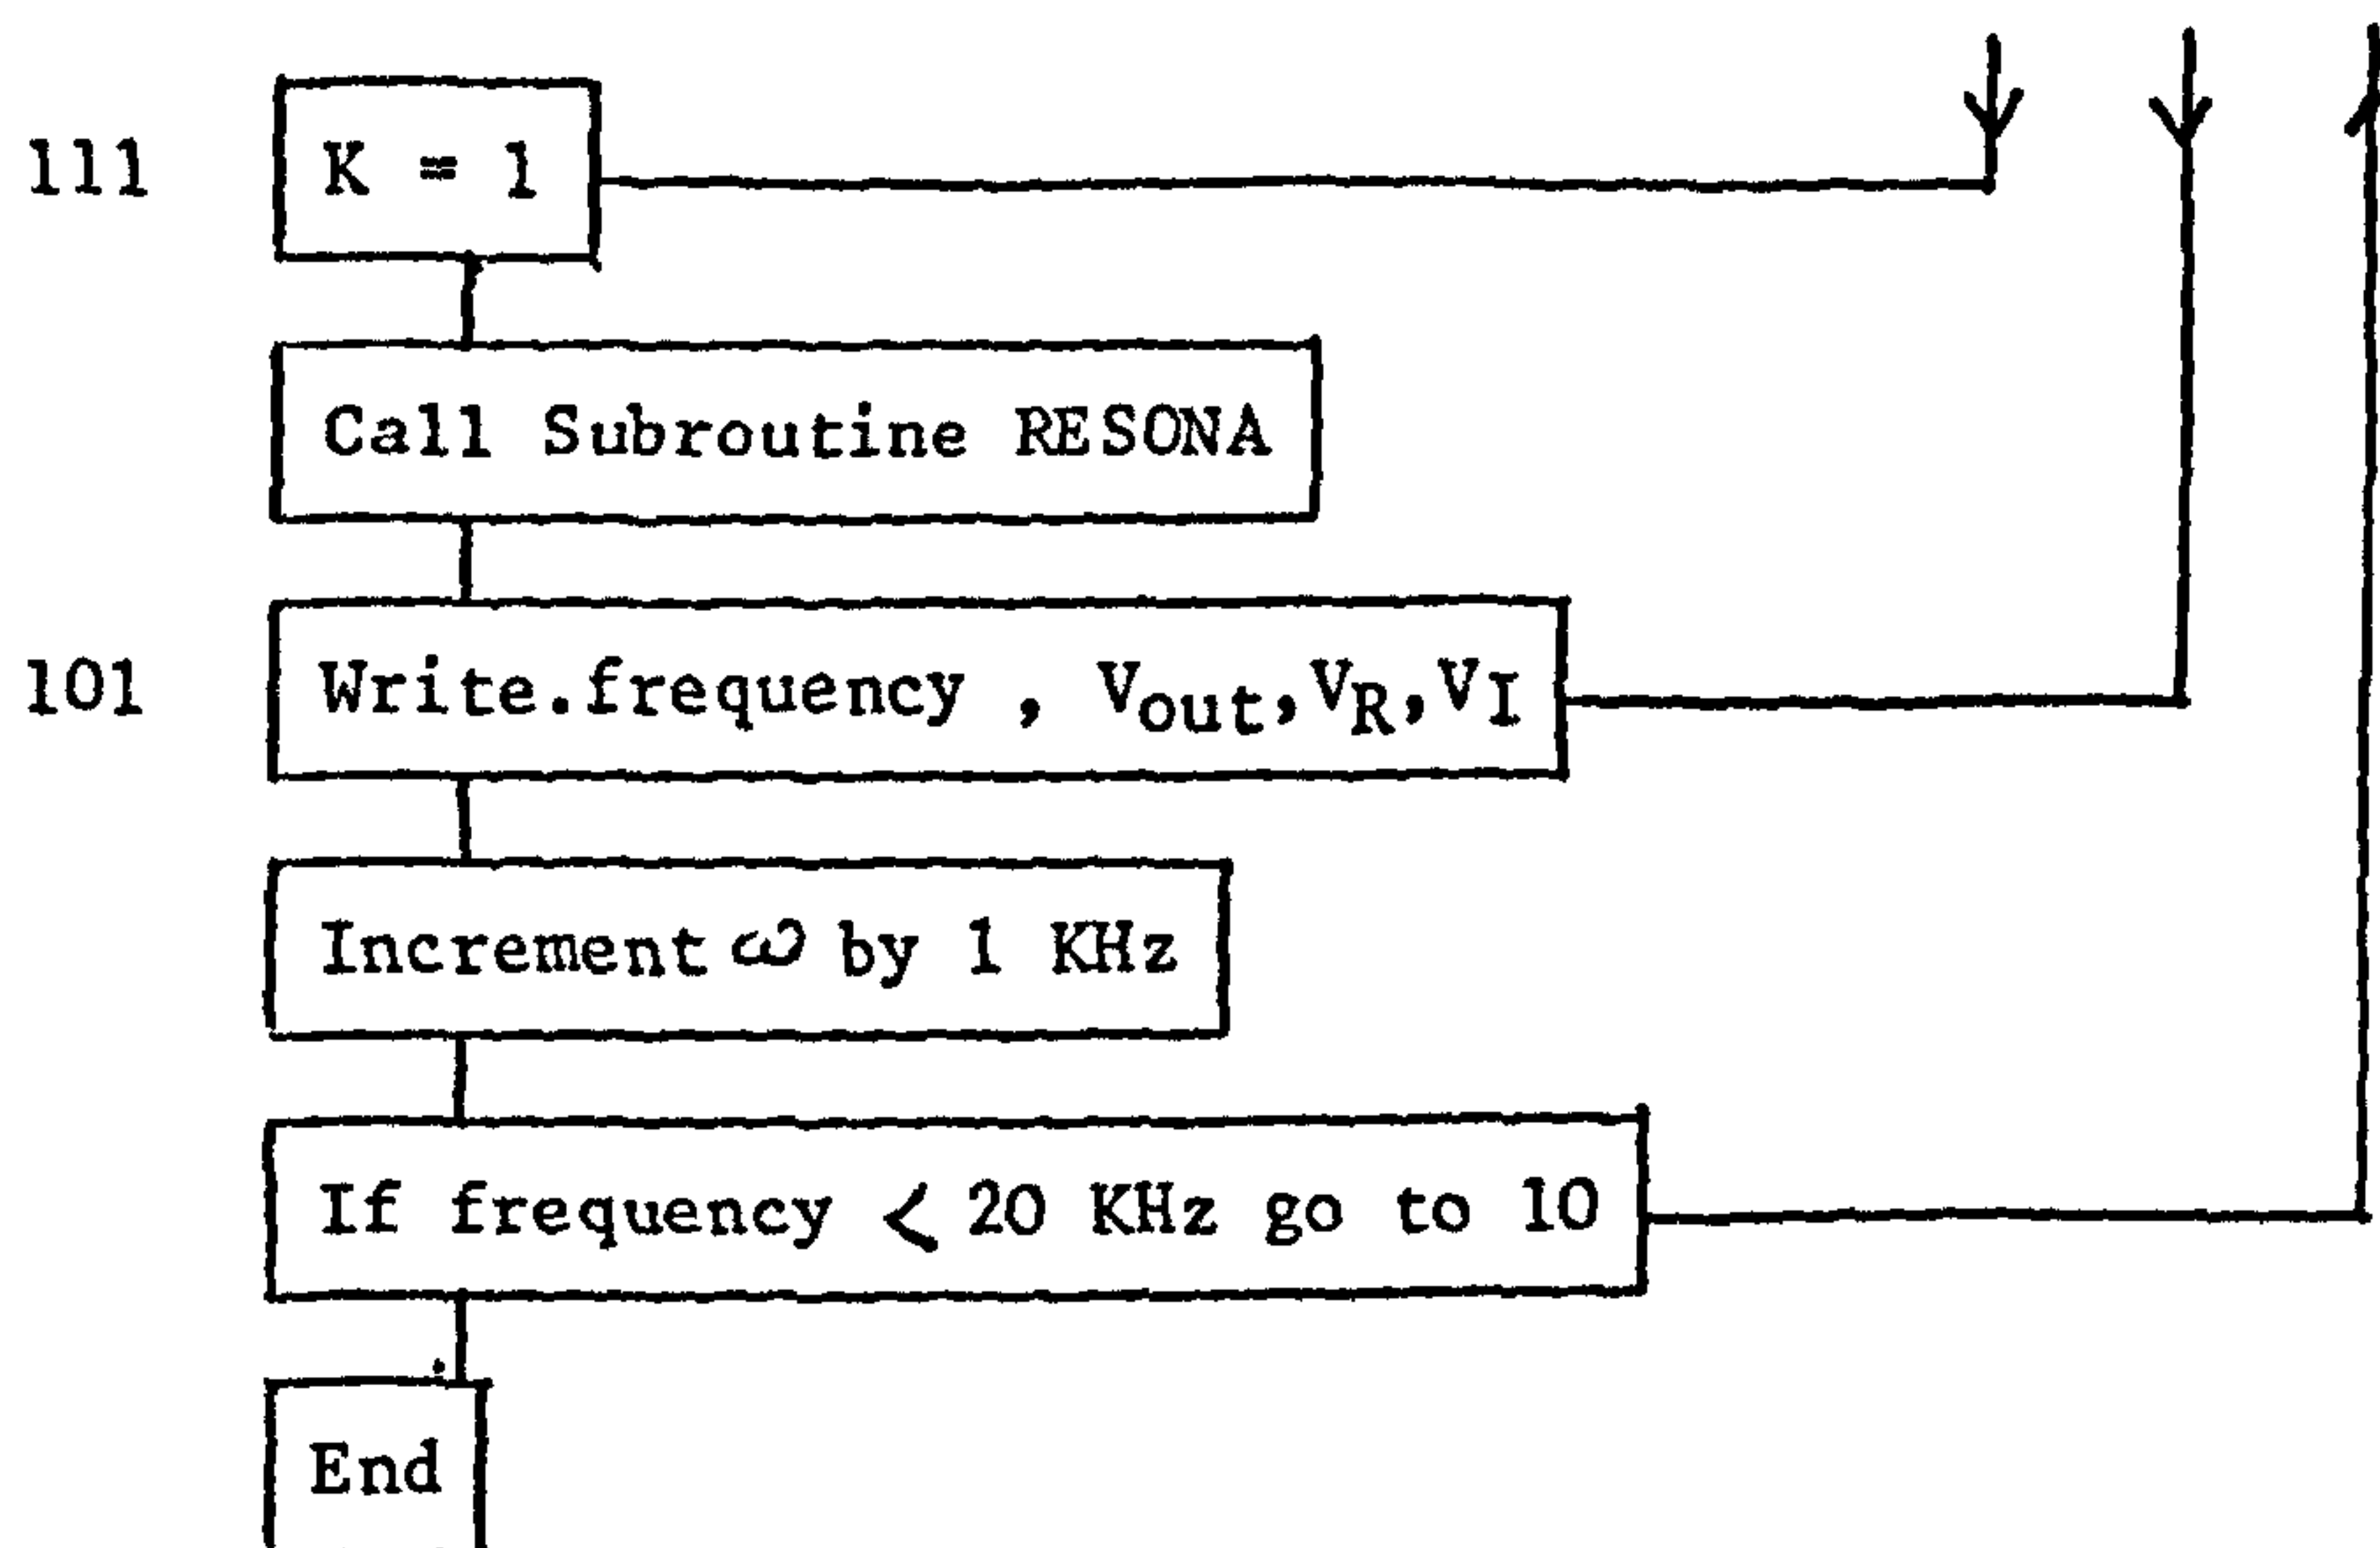 111 K = 1
Call Subroutine RESONA
101 Write.frequency , Vout,VR,VI
Increment ω by 1 KHz
If frequency < 20 KHz go to 10
End